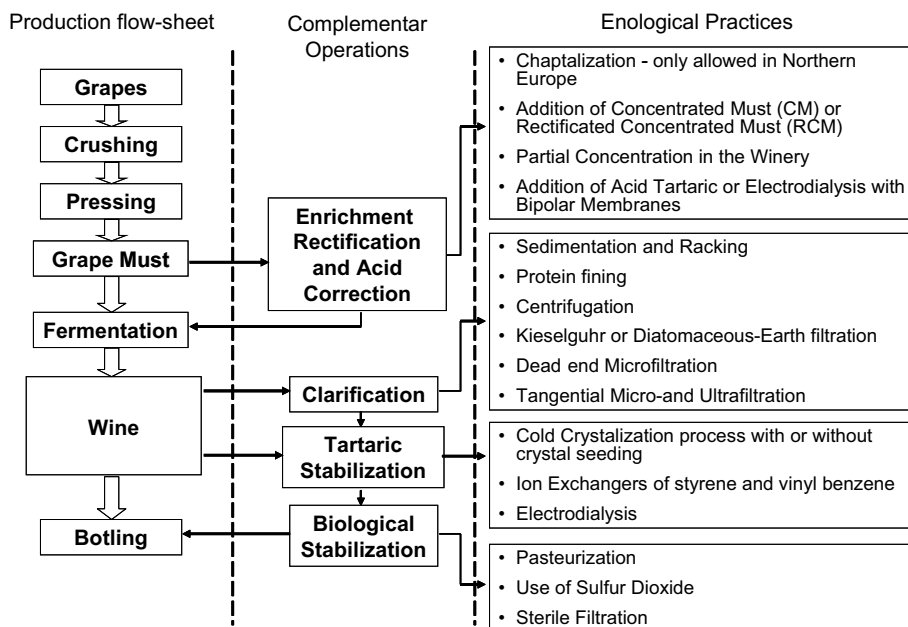 Production flow-sheet
Complementar
Operations
Enological Practices
Grapes
Crushing
Pressing
Grape Must
Fermentation
Wine
Botling
Enrichment
Rectification
and Acid
Correction
Clarification
Tartaric
Stabilization
Biological
Stabilization
• Chaptalization - only allowed in Northern
Europe
• Addition of Concentrated Must (CM) or
Rectificated Concentrated Must (RCM)
• Partial Concentration in the Winery
• Addition of Acid Tartaric or Electrodialysis with
Bipolar Membranes
• Sedimentation and Racking
• Protein fining
• Centrifugation
• Kieselguhr or Diatomaceous-Earth filtration
• Dead end Microfiltration
• Tangential Micro-and Ultrafiltration
• Cold Crystalization process with or without
crystal seeding
• Ion Exchangers of styrene and vinyl benzene
• Electrodialysis
• Pasteurization
• Use of Sulfur Dioxide
• Sterile Filtration